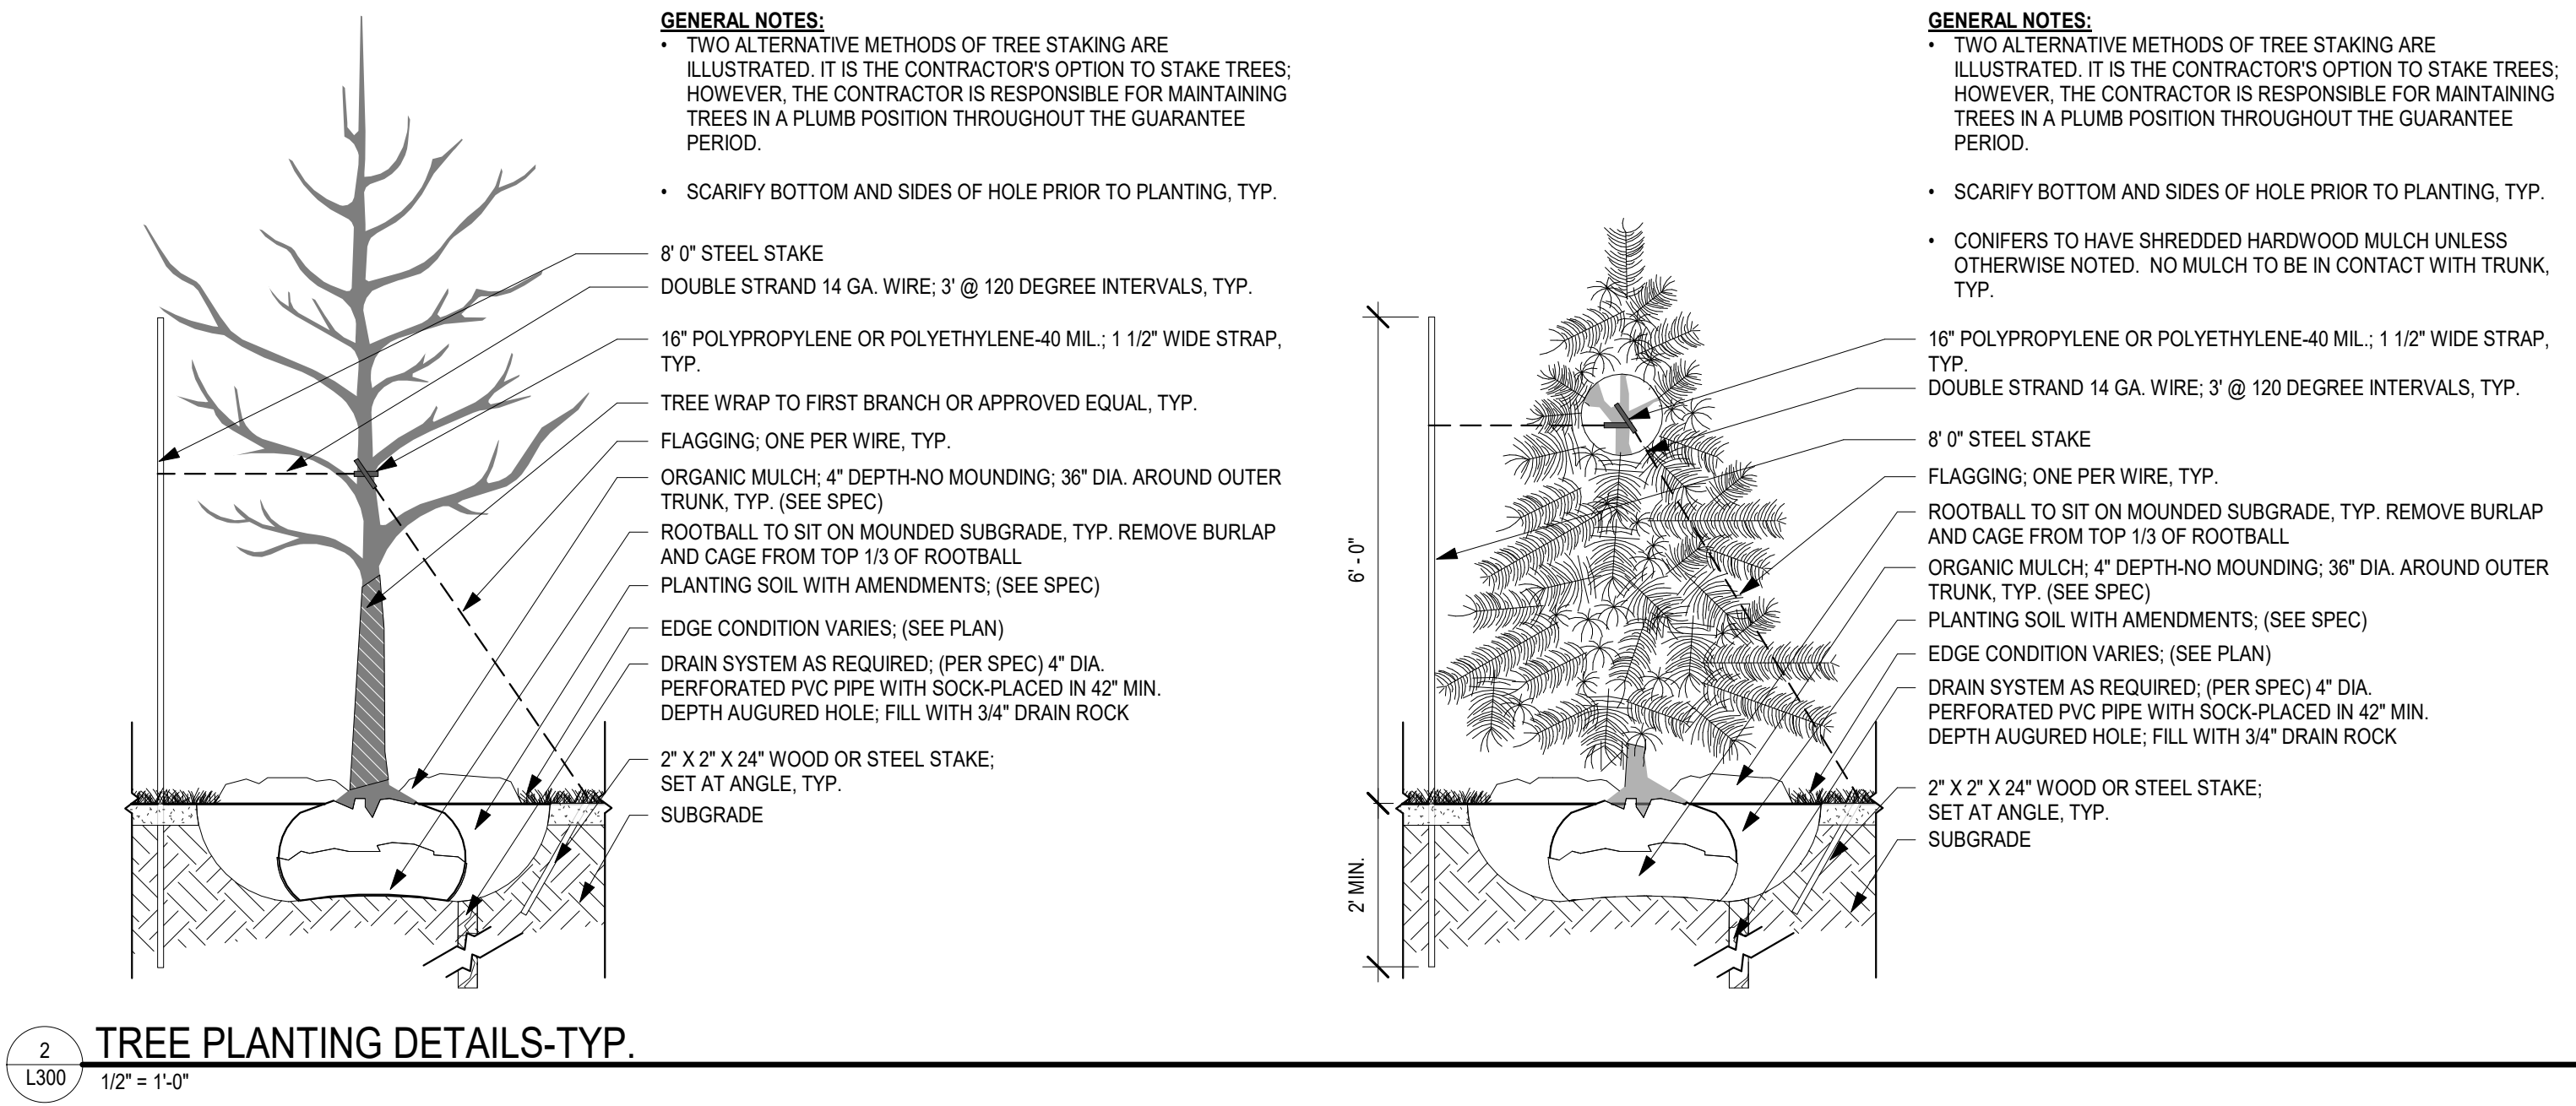 GENERAL NOTES:
• TWO ALTERNATIVE METHODS OF TREE STAKING ARE
ILLUSTRATED. IT IS THE CONTRACTOR'S OPTION TO STAKE TREES;
HOWEVER, THE CONTRACTOR IS RESPONSIBLE FOR MAINTAINING
TREES IN A PLUMB POSITION THROUGHOUT THE GUARANTEE
PERIOD.
• SCARIFY BOTTOM AND SIDES OF HOLE PRIOR TO PLANTING, TYP.
8' 0" STEEL STAKE
DOUBLE STRAND 14 GA. WIRE; 3' @ 120 DEGREE INTERVALS, TYP.
16" POLYPROPYLENE OR POLYETHYLENE-40 MIL.; 1 1/2" WIDE STRAP,
TYP.
TREE WRAP TO FIRST BRANCH OR APPROVED EQUAL, TYP.
FLAGGING; ONE PER WIRE, TYP.
ORGANIC MULCH; 4" DEPTH-NO MOUNDING; 36" DIA. AROUND OUTER
TRUNK, TYP. (SEE SPEC)
ROOTBALL TO SIT ON MOUNDED SUBGRADE, TYP. REMOVE BURLAP
AND CAGE FROM TOP 1/3 OF ROOTBALL
PLANTING SOIL WITH AMENDMENTS; (SEE SPEC)
EDGE CONDITION VARIES; (SEE PLAN)
DRAIN SYSTEM AS REQUIRED; (PER SPEC) 4" DIA.
PERFORATED PVC PIPE WITH SOCK-PLACED IN 42" MIN.
DEPTH AUGURED HOLE; FILL WITH 3/4" DRAIN ROCK
2" X 2" X 24" WOOD OR STEEL STAKE;
SET AT ANGLE, TYP.
SUBGRADE
6' - 0"
2' MIN.
GENERAL NOTES:
• TWO ALTERNATIVE METHODS OF TREE STAKING ARE
ILLUSTRATED. IT IS THE CONTRACTOR'S OPTION TO STAKE TREES;
HOWEVER, THE CONTRACTOR IS RESPONSIBLE FOR MAINTAINING
TREES IN A PLUMB POSITION THROUGHOUT THE GUARANTEE
PERIOD.
• SCARIFY BOTTOM AND SIDES OF HOLE PRIOR TO PLANTING, TYP.
• CONIFERS TO HAVE SHREDDED HARDWOOD MULCH UNLESS
OTHERWISE NOTED. NO MULCH TO BE IN CONTACT WITH TRUNK,
TYP.
16" POLYPROPYLENE OR POLYETHYLENE-40 MIL.; 1 1/2" WIDE STRAP,
TYP.
DOUBLE STRAND 14 GA. WIRE; 3' @ 120 DEGREE INTERVALS, TYP.
8' 0" STEEL STAKE
FLAGGING; ONE PER WIRE, TYP.
ROOTBALL TO SIT ON MOUNDED SUBGRADE, TYP. REMOVE BURLAP
AND CAGE FROM TOP 1/3 OF ROOTBALL
ORGANIC MULCH; 4" DEPTH-NO MOUNDING; 36" DIA. AROUND OUTER
TRUNK, TYP. (SEE SPEC)
PLANTING SOIL WITH AMENDMENTS; (SEE SPEC)
EDGE CONDITION VARIES; (SEE PLAN)
DRAIN SYSTEM AS REQUIRED; (PER SPEC) 4" DIA.
PERFORATED PVC PIPE WITH SOCK-PLACED IN 42" MIN.
DEPTH AUGURED HOLE; FILL WITH 3/4" DRAIN ROCK
2" X 2" X 24" WOOD OR STEEL STAKE;
SET AT ANGLE, TYP.
SUBGRADE
2
L300
TREE PLANTING DETAILS-TYP.
1/2" = 1'-0"